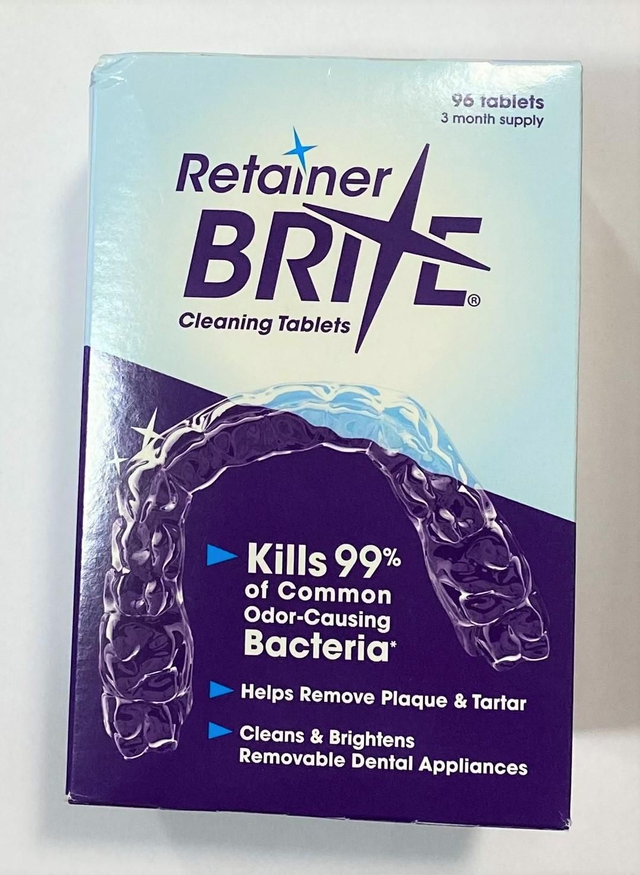 96 tablets
3 month supply
Retainer
BRITE®
Cleaning Tablets
Kills 99%
of Common
Odor-Causing
Bacteria*
Helps Remove Plaque & Tartar
Cleans & Brightens
Removable Dental Appliances